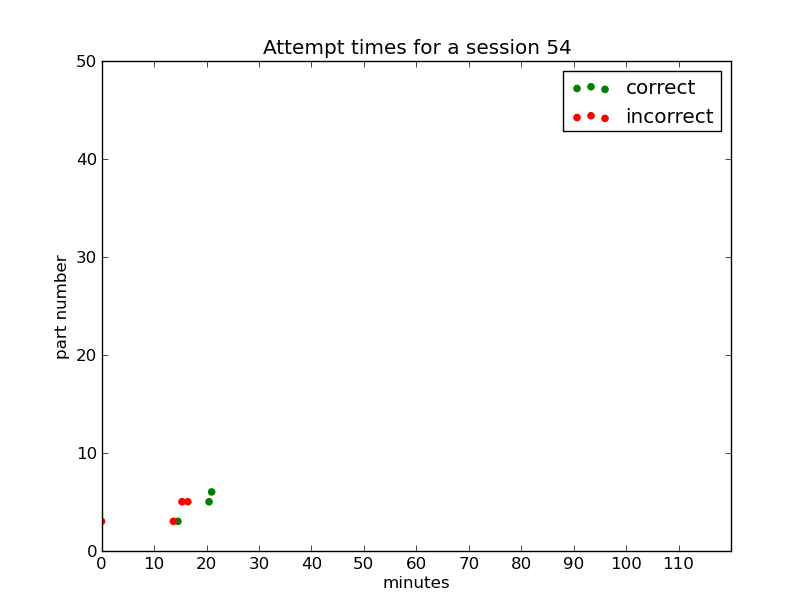 Attempt times for a session 54
correct
incorrect
50
40
30
20
10
0
part number
0 10 20 30 40 50 60 70 80 90 100 110
minutes